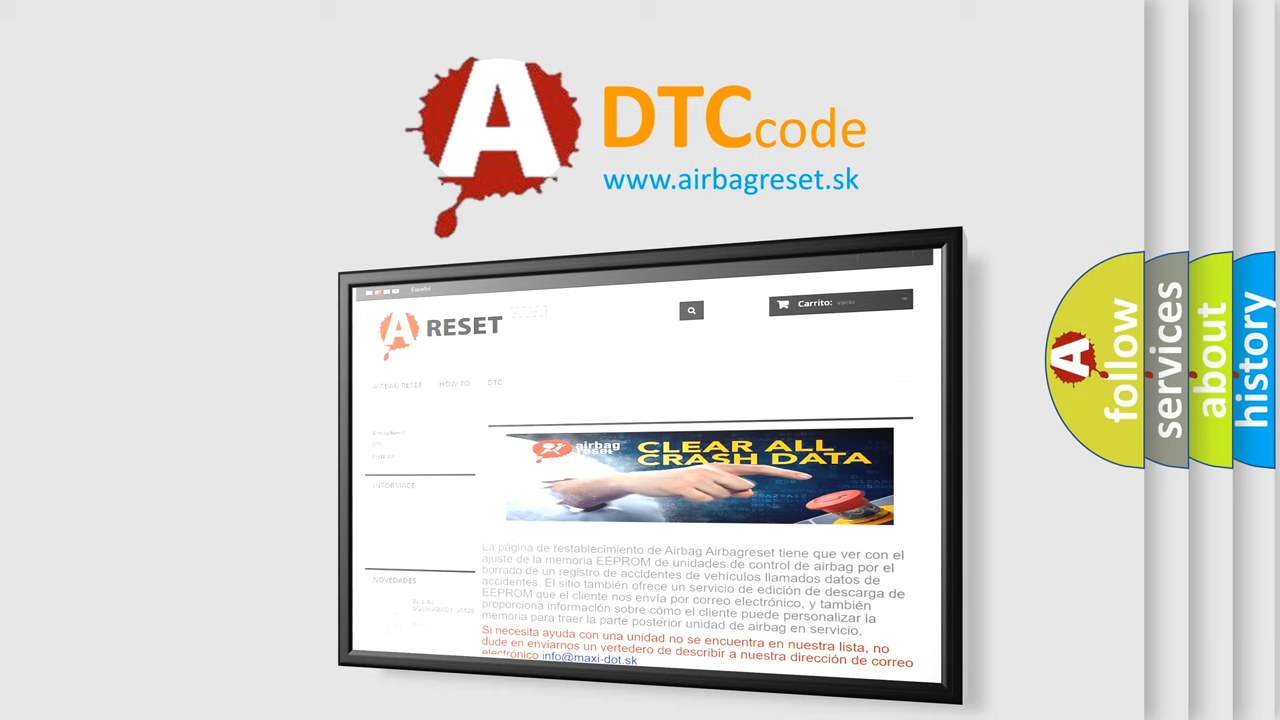 A
DTCcode
www.airbagreset.sk
Español
A RESET
Carrito: vacío
AIRBAG RESET HOW TO DTC
INFORMACE
NOVEDADES
airbag
reset
CLEAR ALL
CRASH DATA
La página de restablecimiento de Airbag Airbagreset tiene que ver con el
ajuste de la memoria EEPROM de unidades de control de airbag por el
borrado de un registro de accidentes de vehículos llamados datos de
accidentes. El sitio también ofrece un servicio de edición de descarga de
EEPROM que el cliente nos envía por correo electrónico, y también
proporciona información sobre cómo el cliente puede personalizar la
memoria para traer la parte posterior unidad de airbag en servicio.
Si necesita ayuda con una unidad no se encuentra en nuestra lista, no
dude en enviarnos un vertedero de describir a nuestra dirección de correo
electrónico info@maxi-dot.sk
A
follow
services
about
history